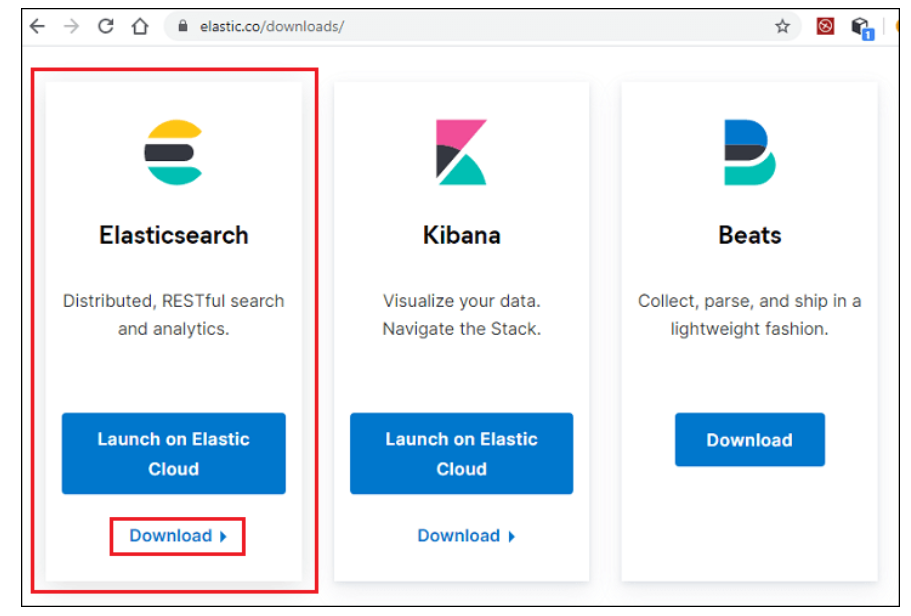 elastic.co/downloads/
1
Elasticsearch
Distributed, RESTful search
and analytics.
Launch on Elastic
Cloud
Download
Kibana
Visualize your data.
Navigate the Stack.
Launch on Elastic
Cloud
Download
Beats
Collect, parse, and ship in a
lightweight fashion.
Download